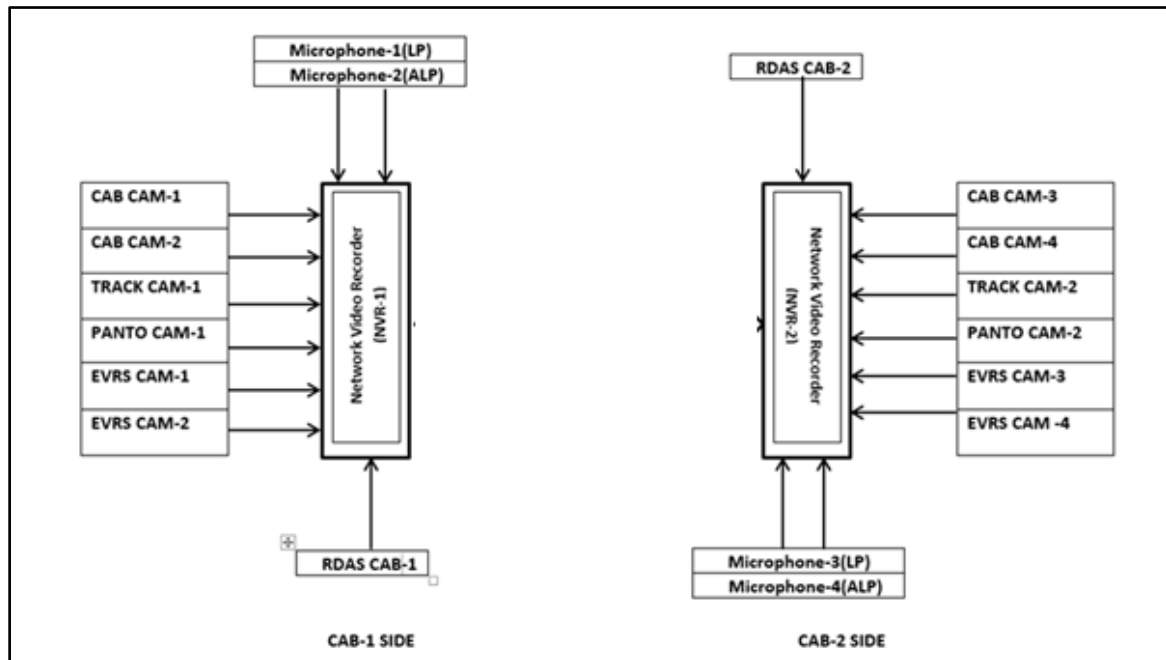 Microphone-1(LP)
Microphone-2(ALP)
RDAS CAB-2
CAB CAM-1
CAB CAM-2
TRACK CAM-1
PANTO CAM-1
EVRS CAM-1
EVRS CAM-2
Network Video Recorder
(NVR-1)
Network Video Recorder
(NVR-2)
CAB CAM-3
CAB CAM-4
TRACK CAM-2
PANTO CAM-2
EVRS CAM-3
EVRS CAM -4
RDAS CAB-1
Microphone-3(LP)
Microphone-4(ALP)
CAB-1 SIDE
CAB-2 SIDE